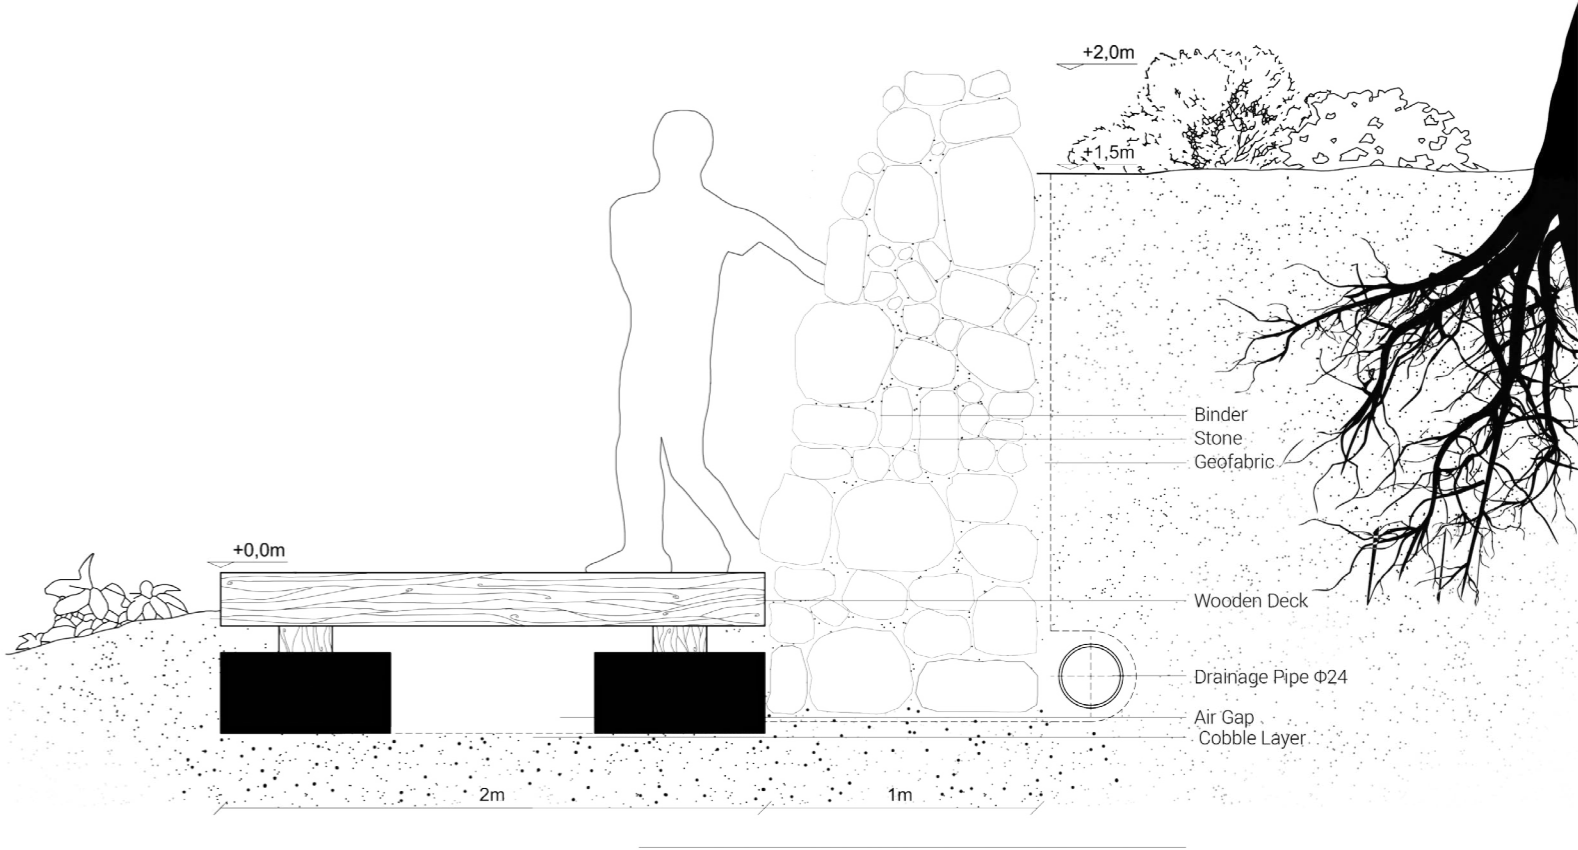 +2,0m
+1,5m
Binder
Stone
Geofabric
+0,0m
Wooden Deck
Drainage Pipe Φ24
Air Gap
Cobble Layer
2m
1m